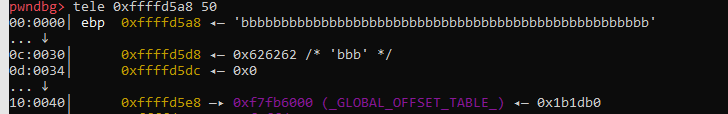 pwndbg> tele 0xffffd5a8 50
00:0000│ ebp 0xffffd5a8 ◂— 'bbbbbbbbbbbbbbbbbbbbbbbbbbbbbbbbbbbbbbbbbbbbbbbbbbb'
... ↓
0c:0030│ 0xffffd5d8 ◂— 0x626262 /* 'bbb' */
0d:0034│ 0xffffd5dc ◂— 0x0
... ↓
10:0040│ 0xffffd5e8 —▸ 0xf7fb6000 (_GLOBAL_OFFSET_TABLE_) ◂— 0x1b1db0